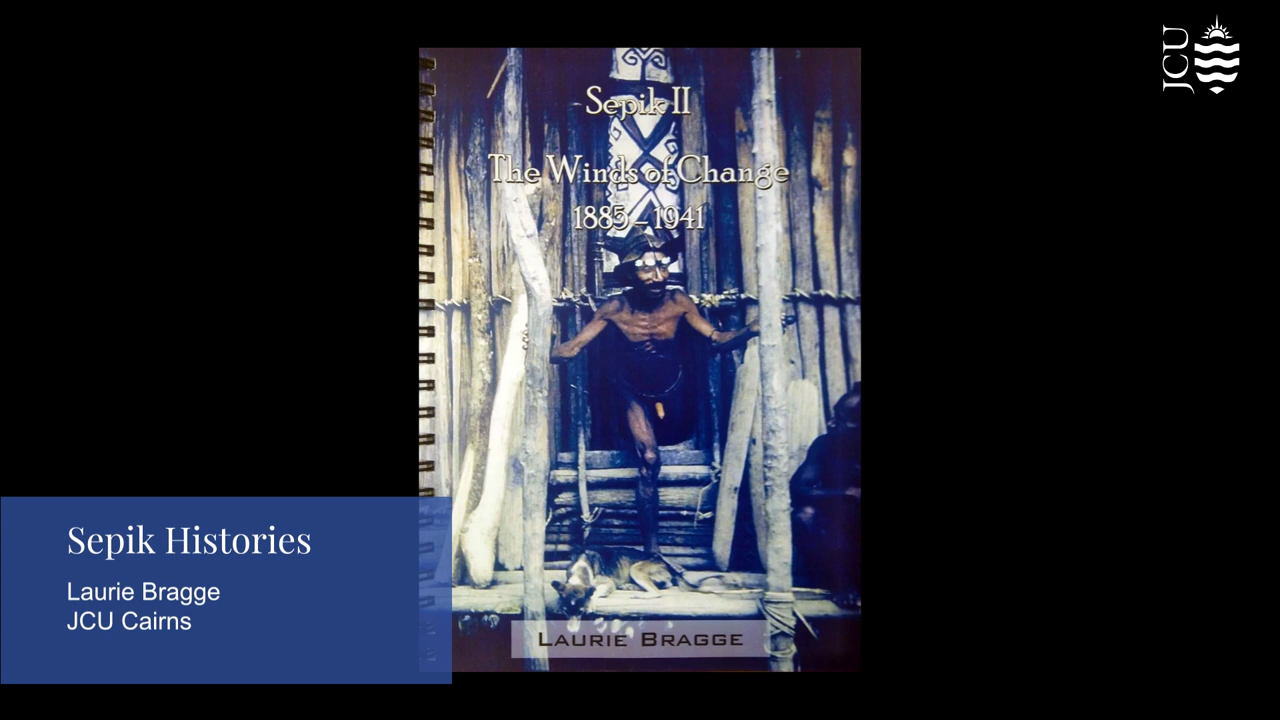 JCU
Sepik II
The Winds of Change
1885 – 1941
Laurie Bragge
Sepik Histories
Laurie Bragge
JCU Cairns